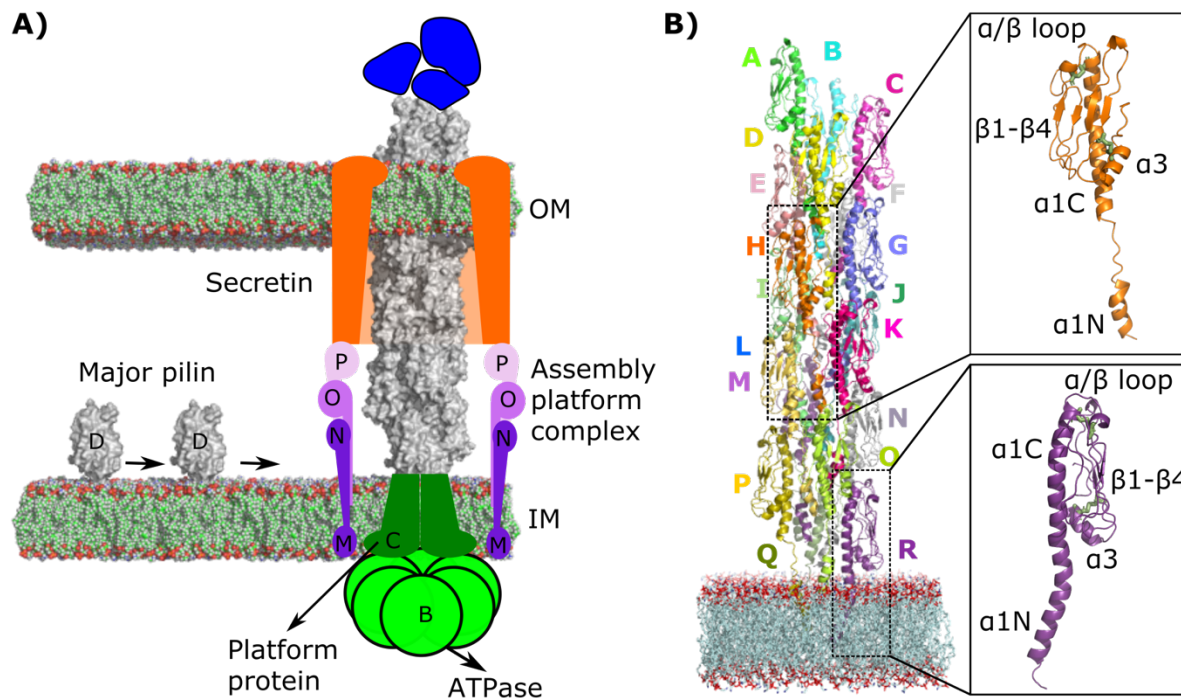 A)
OM
Secretin
P
P
Major pilin
Assembly
platform
complex
O
O
D
D
N
N
IM
M
C
M
B
Platform
protein
ATPase
B)
A
B
C
D
E
F
H
G
I
J
L
K
M
N
O
P
Q
R
α/β loop
β1-β4
α3
α1C
α1N
α/β loop
α1C
β1-β4
α3
α1N